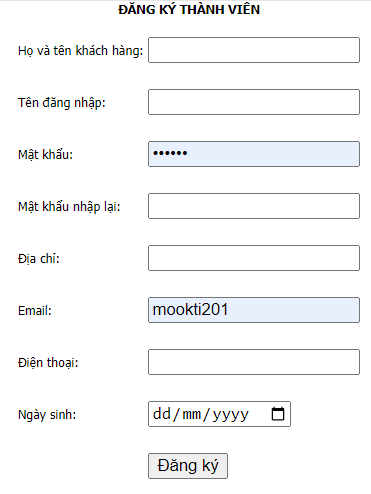 ĐĂNG KÝ THÀNH VIÊN
Họ và tên khách hàng:
Tên đăng nhập:
Mật khẩu: ••••••
Mật khẩu nhập lại:
Địa chỉ:
Email: mookti201
Điện thoại:
Ngày sinh: dd/mm/yyyy
Đăng ký